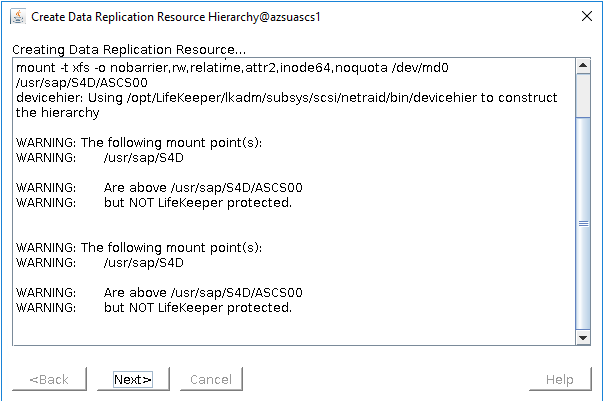 Create Data Replication Resource Hierarchy@azsuascs1
Creating Data Replication Resource...
mount -t xfs -o nobarrier,rw,relatime,attr2,inode64,noquota /dev/md0
/usr/sap/S4D/ASCS00
devicehier: Using /opt/LifeKeeper/lkadm/subsys/scsi/netraid/bin/devicehier to construct
the hierarchy
WARNING: The following mount point(s):
WARNING: /usr/sap/S4D
WARNING: Are above /usr/sap/S4D/ASCS00
WARNING: but NOT LifeKeeper protected.
WARNING: The following mount point(s):
WARNING: /usr/sap/S4D
WARNING: Are above /usr/sap/S4D/ASCS00
WARNING: but NOT LifeKeeper protected.
<Back Next> Cancel Help